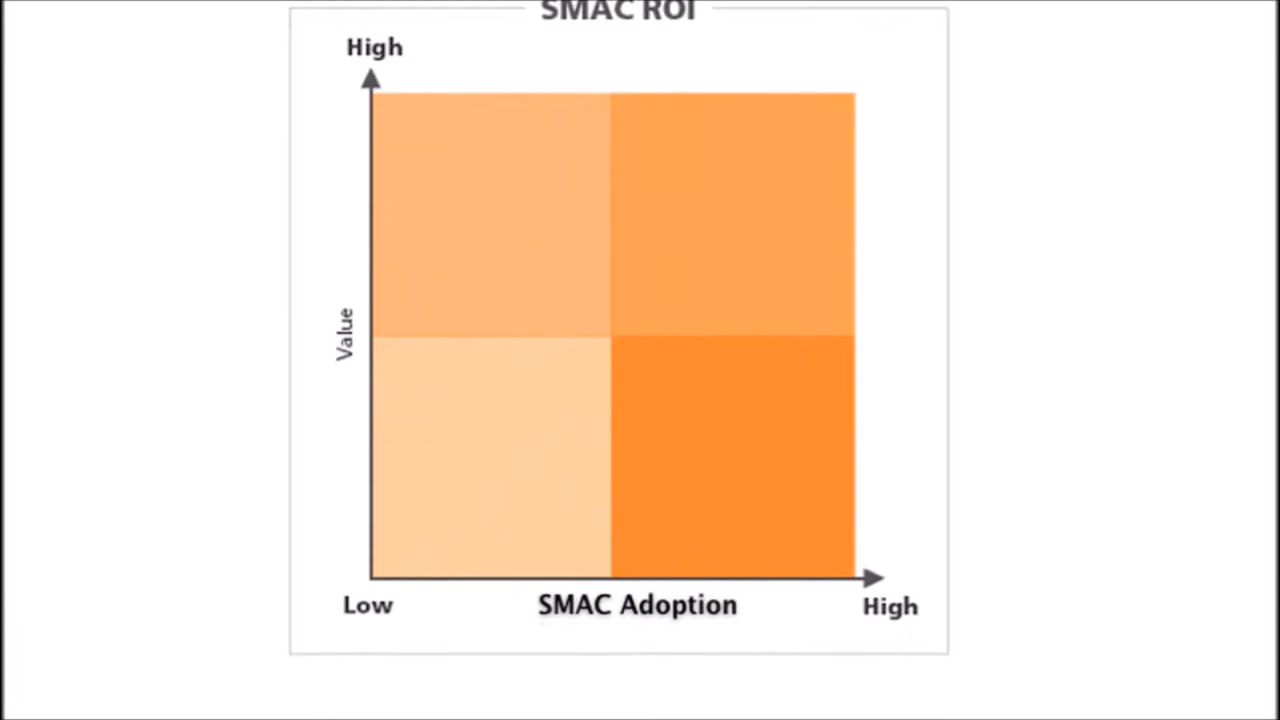 SMAC ROI
High
Value
Low
SMAC Adoption
High